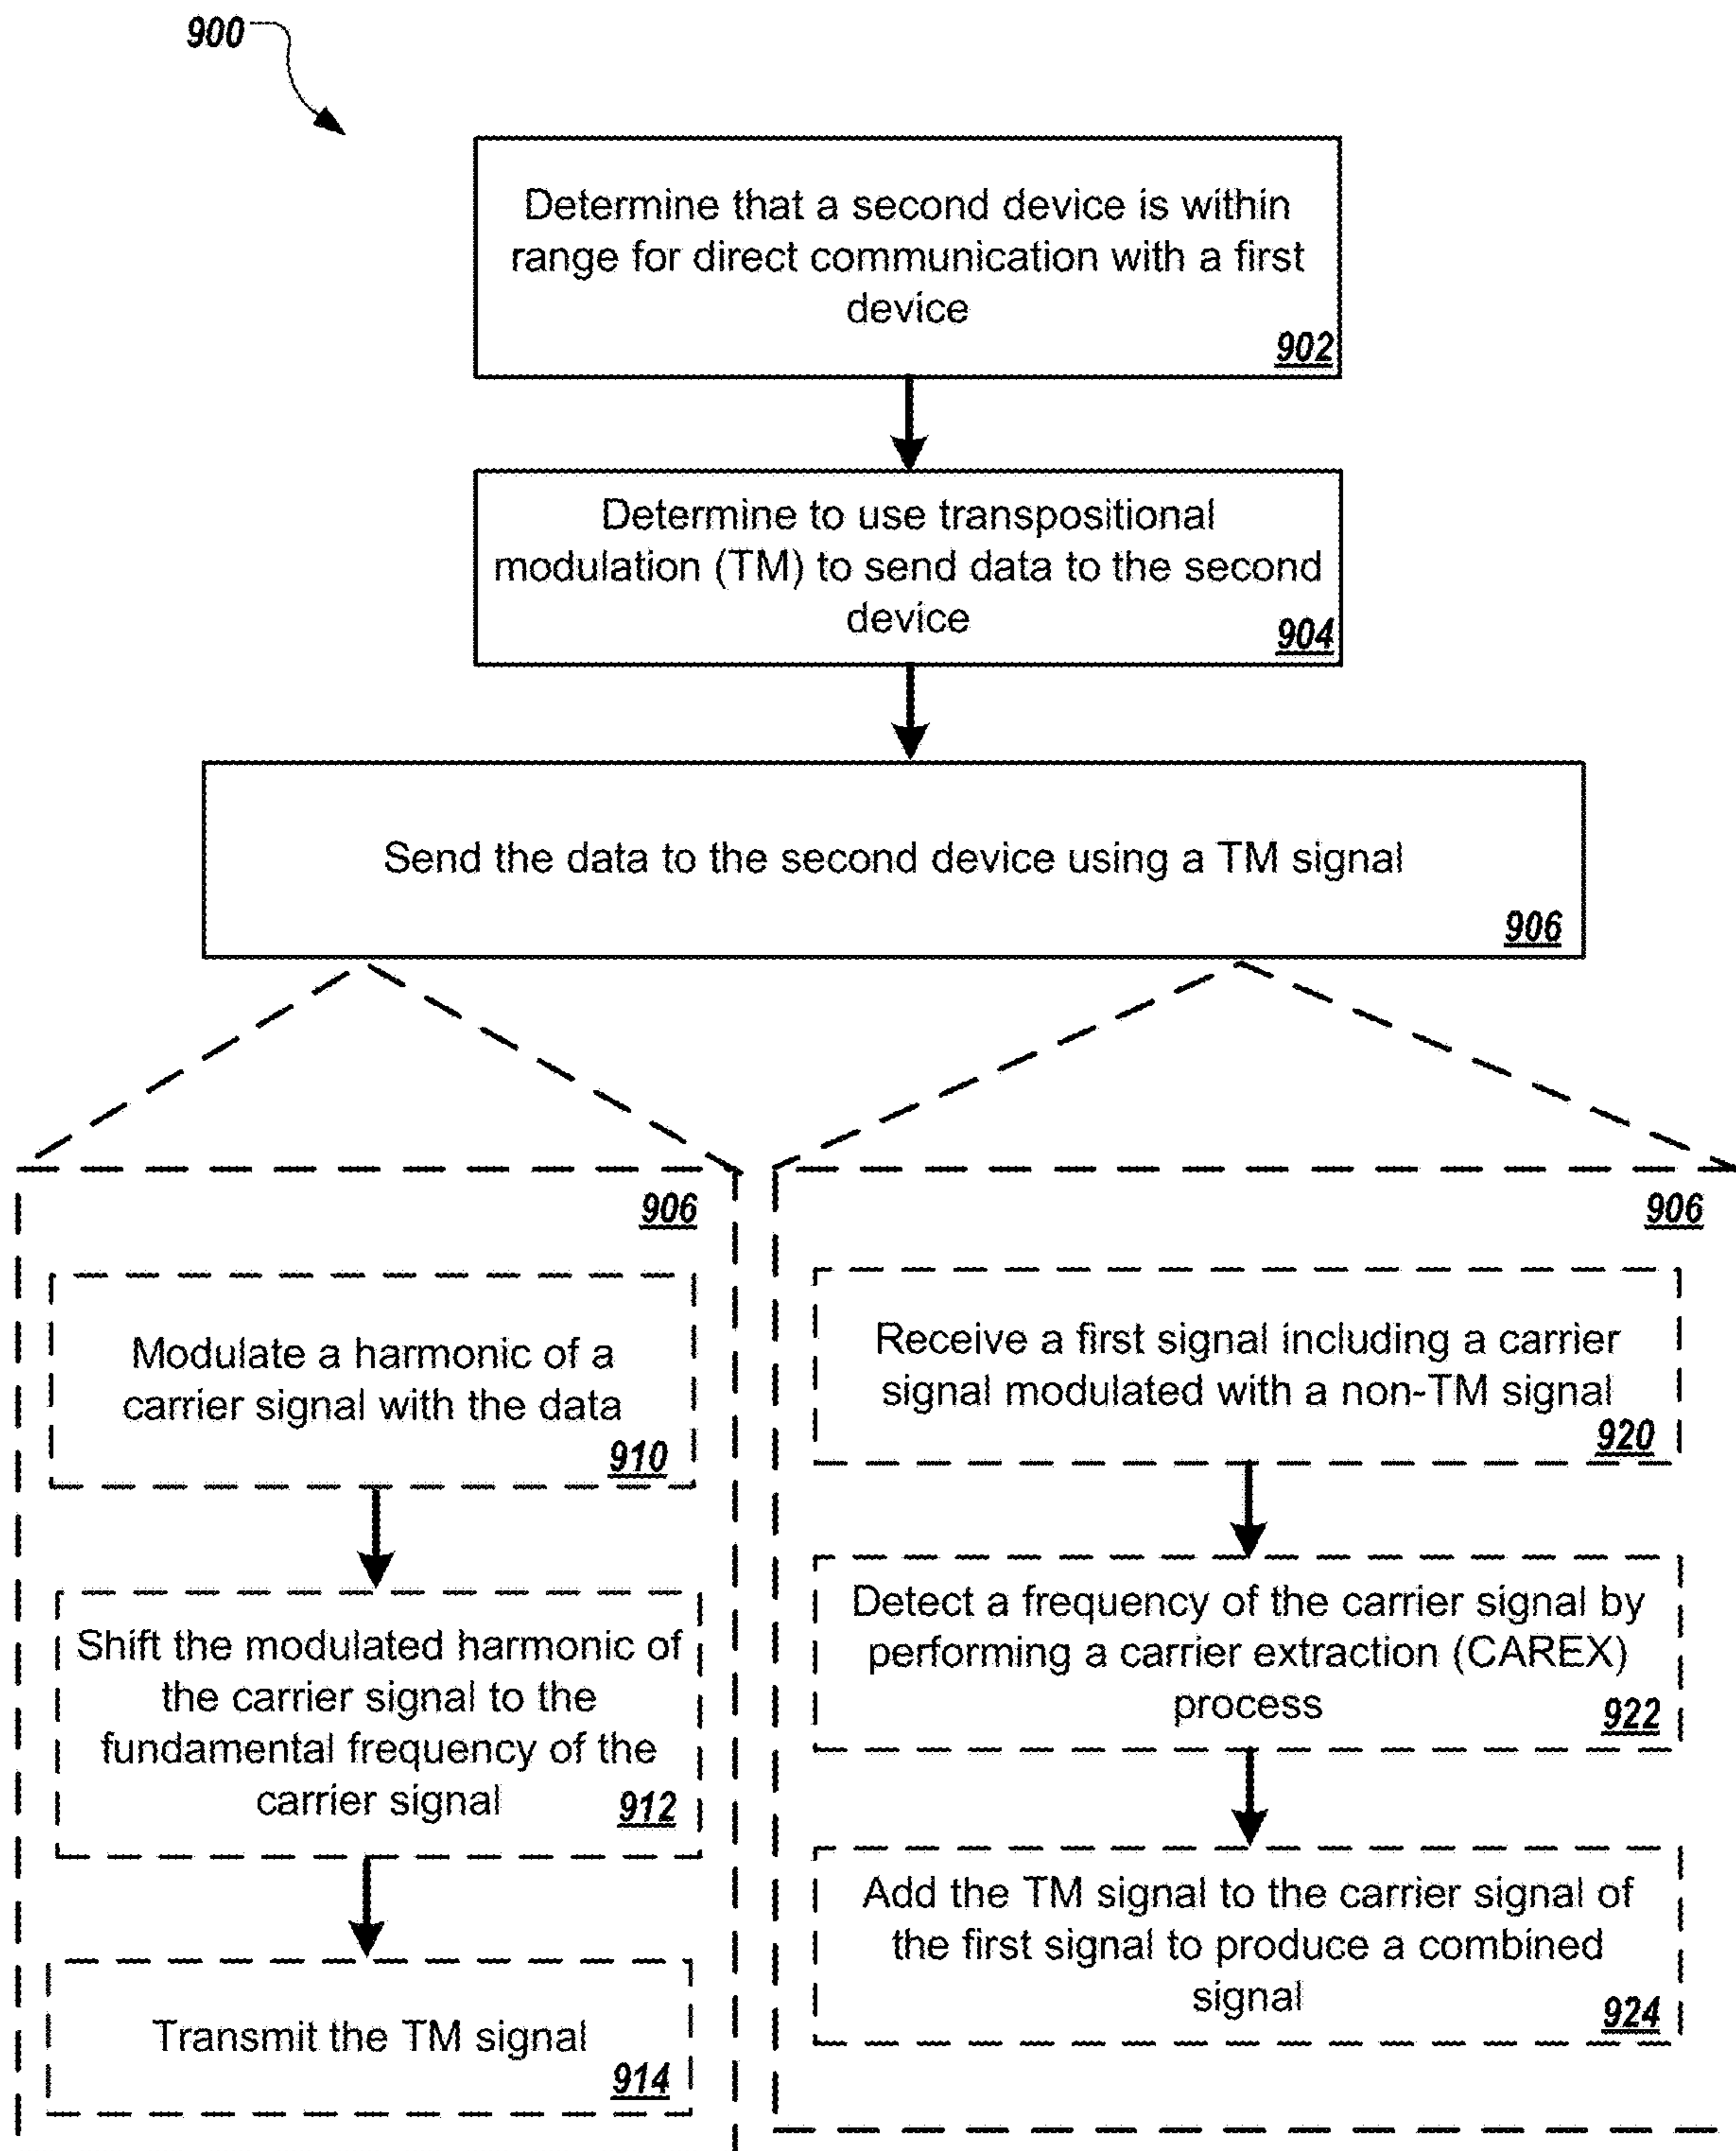 900
Determine that a second device is within
range for direct communication with a first
device
902
Determine to use transpositional
modulation (TM) to send data to the second
device
904
Send the data to the second device using a TM signal
906
906
Modulate a harmonic of a
carrier signal with the data
910
Shift the modulated harmonic of
the carrier signal to the
fundamental frequency of the
carrier signal
912
Transmit the TM signal
914
906
Receive a first signal including a carrier
signal modulated with a non-TM signal
920
Detect a frequency of the carrier signal by
performing a carrier extraction (CAREX)
process
922
Add the TM signal to the carrier signal of
the first signal to produce a combined
signal
924